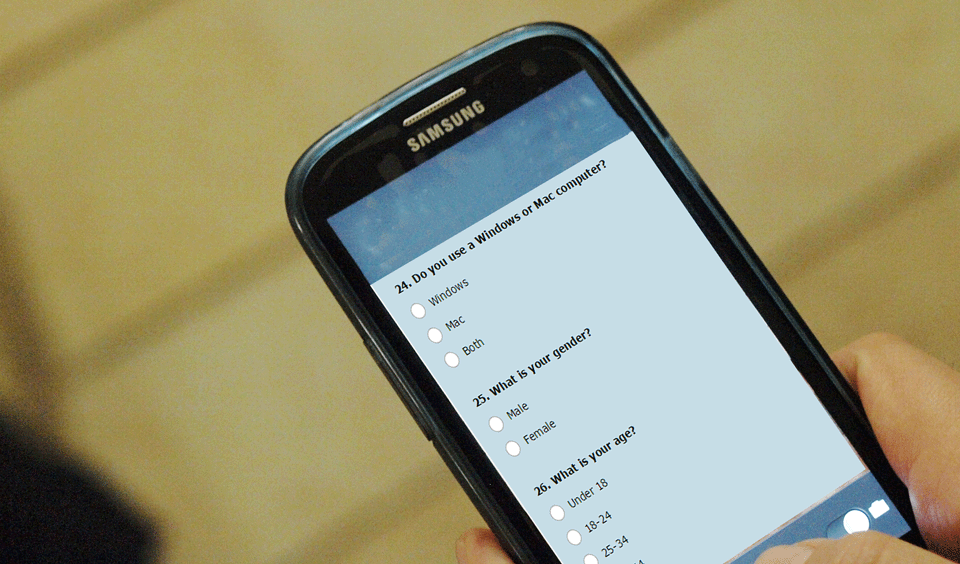 SAMSUNG
24. Do you use a Windows or Mac computer?
Windows
Mac
Both
25. What is your gender?
Male
Female
26. What is your age?
Under 18
18-24
25-34